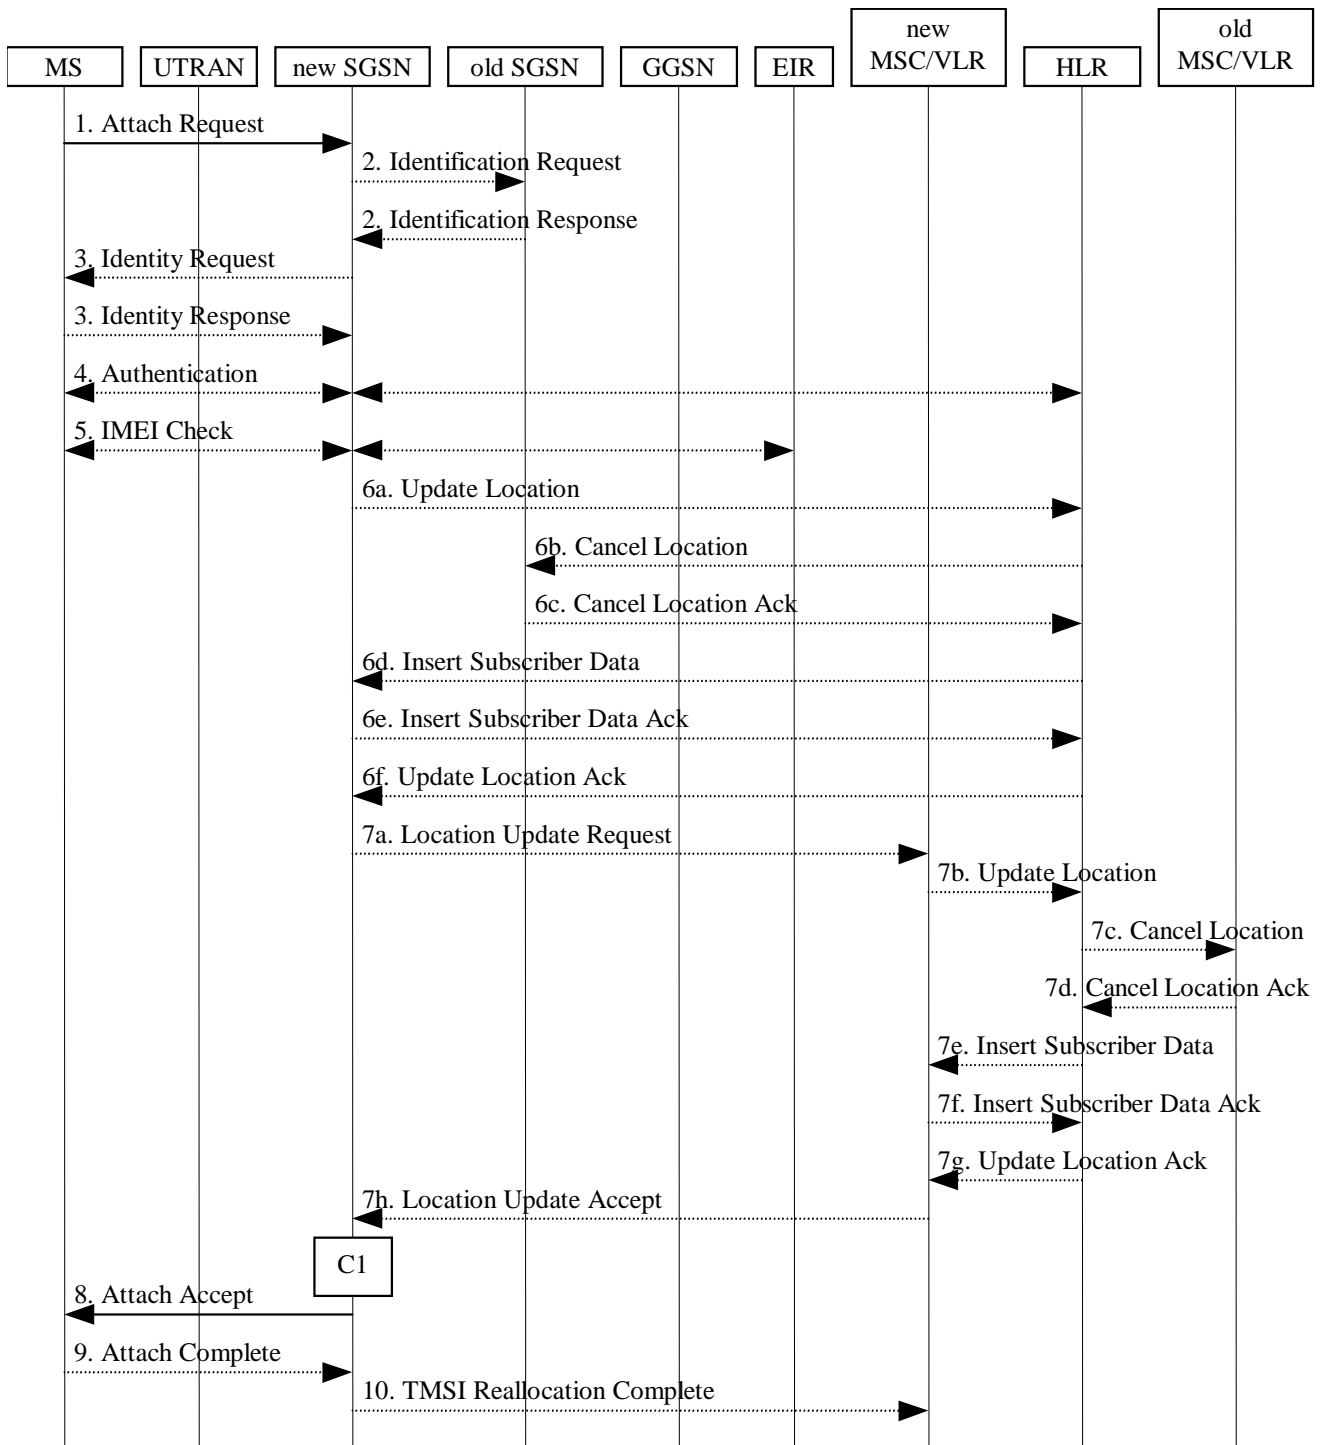 MS
UTRAN
new SGSN
old SGSN
GGSN
EIR
new
MSC/VLR
HLR
old
MSC/VLR
1. Attach Request
2. Identification Request
2. Identification Response
3. Identity Request
3. Identity Response
4. Authentication
5. IMEI Check
6a. Update Location
6b. Cancel Location
6c. Cancel Location Ack
6d. Insert Subscriber Data
6e. Insert Subscriber Data Ack
6f. Update Location Ack
7a. Location Update Request
7b. Update Location
7c. Cancel Location
7d. Cancel Location Ack
7e. Insert Subscriber Data
7f. Insert Subscriber Data Ack
7g. Update Location Ack
7h. Location Update Accept
C1
8. Attach Accept
9. Attach Complete
10. TMSI Reallocation Complete